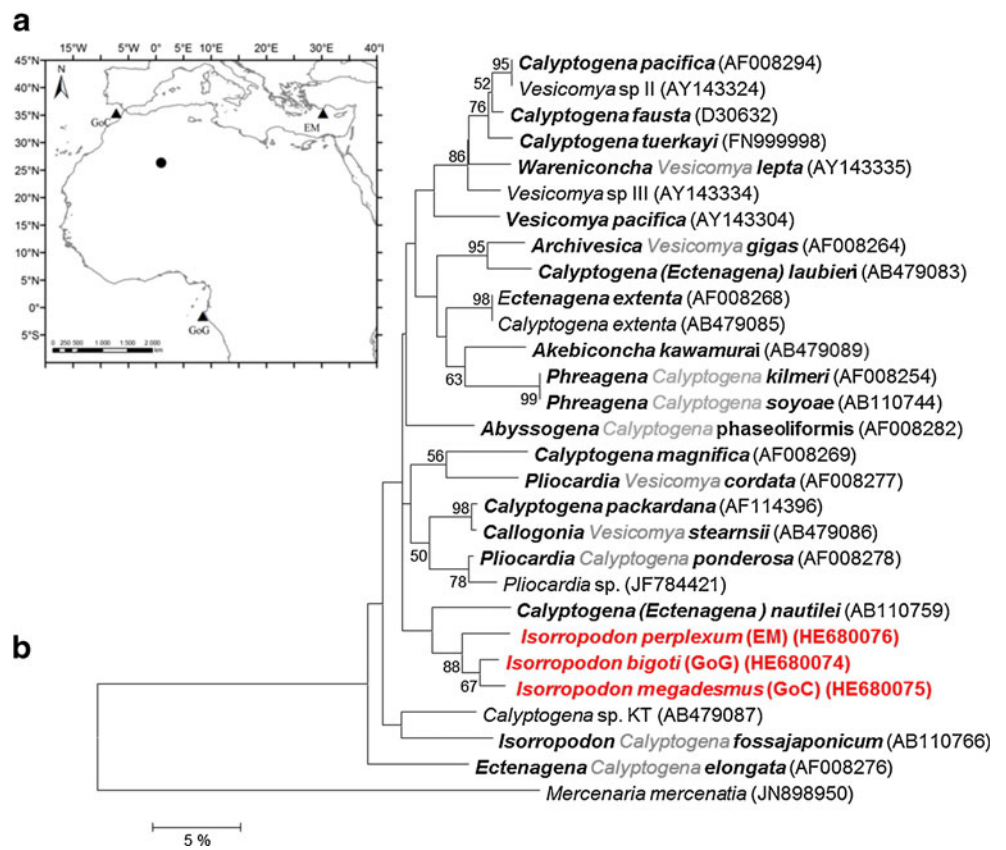 a
15°W 5°W 0° 5°E 10°E 20°E 30°E 40°E
45°N
40°N
35°N
30°N
25°N
20°N
15°N
10°N
5°N
0°
5°S
N
GoC
EM
GoG
0 250 500 1 000 1 500 2 000
km
95 Calyptogena pacifica (AF008294)
52 Vesicomya sp II (AY143324)
76 Calyptogena fausta (D30632)
Calyptogena tuerkayi (FN999998)
86 Wareniconcha Vesicomya lepta (AY143335)
Vesicomya sp III (AY143334)
Vesicomya pacifica (AY143304)
95 Archivesica Vesicomya gigas (AF008264)
Calyptogena (Ectenagena) laubieri (AB479083)
98 Ectenagena extenta (AF008268)
Calyptogena extenta (AB479085)
Akebiconcha kawamurai (AB479089)
63 Phreagena Calyptogena kilmeri (AF008254)
99 Phreagena Calyptogena soyoae (AB110744)
Abyssogena Calyptogena phaseoliformis (AF008282)
56 Calyptogena magnifica (AF008269)
Pliocardia Vesicomya cordata (AF008277)
98 Calyptogena packardana (AF114396)
Callogonia Vesicomya stearnsii (AB479086)
50 Pliocardia Calyptogena ponderosa (AF008278)
78 Pliocardia sp. (JF784421)
Calyptogena (Ectenagena ) nautilei (AB110759)
b
Isorropodon perplexum (EM) (HE680076)
88 Isorropodon bigoti (GoG) (HE680074)
67 Isorropodon megadesmus (GoC) (HE680075)
Calyptogena sp. KT (AB479087)
Isorropodon Calyptogena fossajaponicum (AB110766)
Ectenagena Calyptogena elongata (AF008276)
Mercenaria mercenatia (JN898950)
5 %